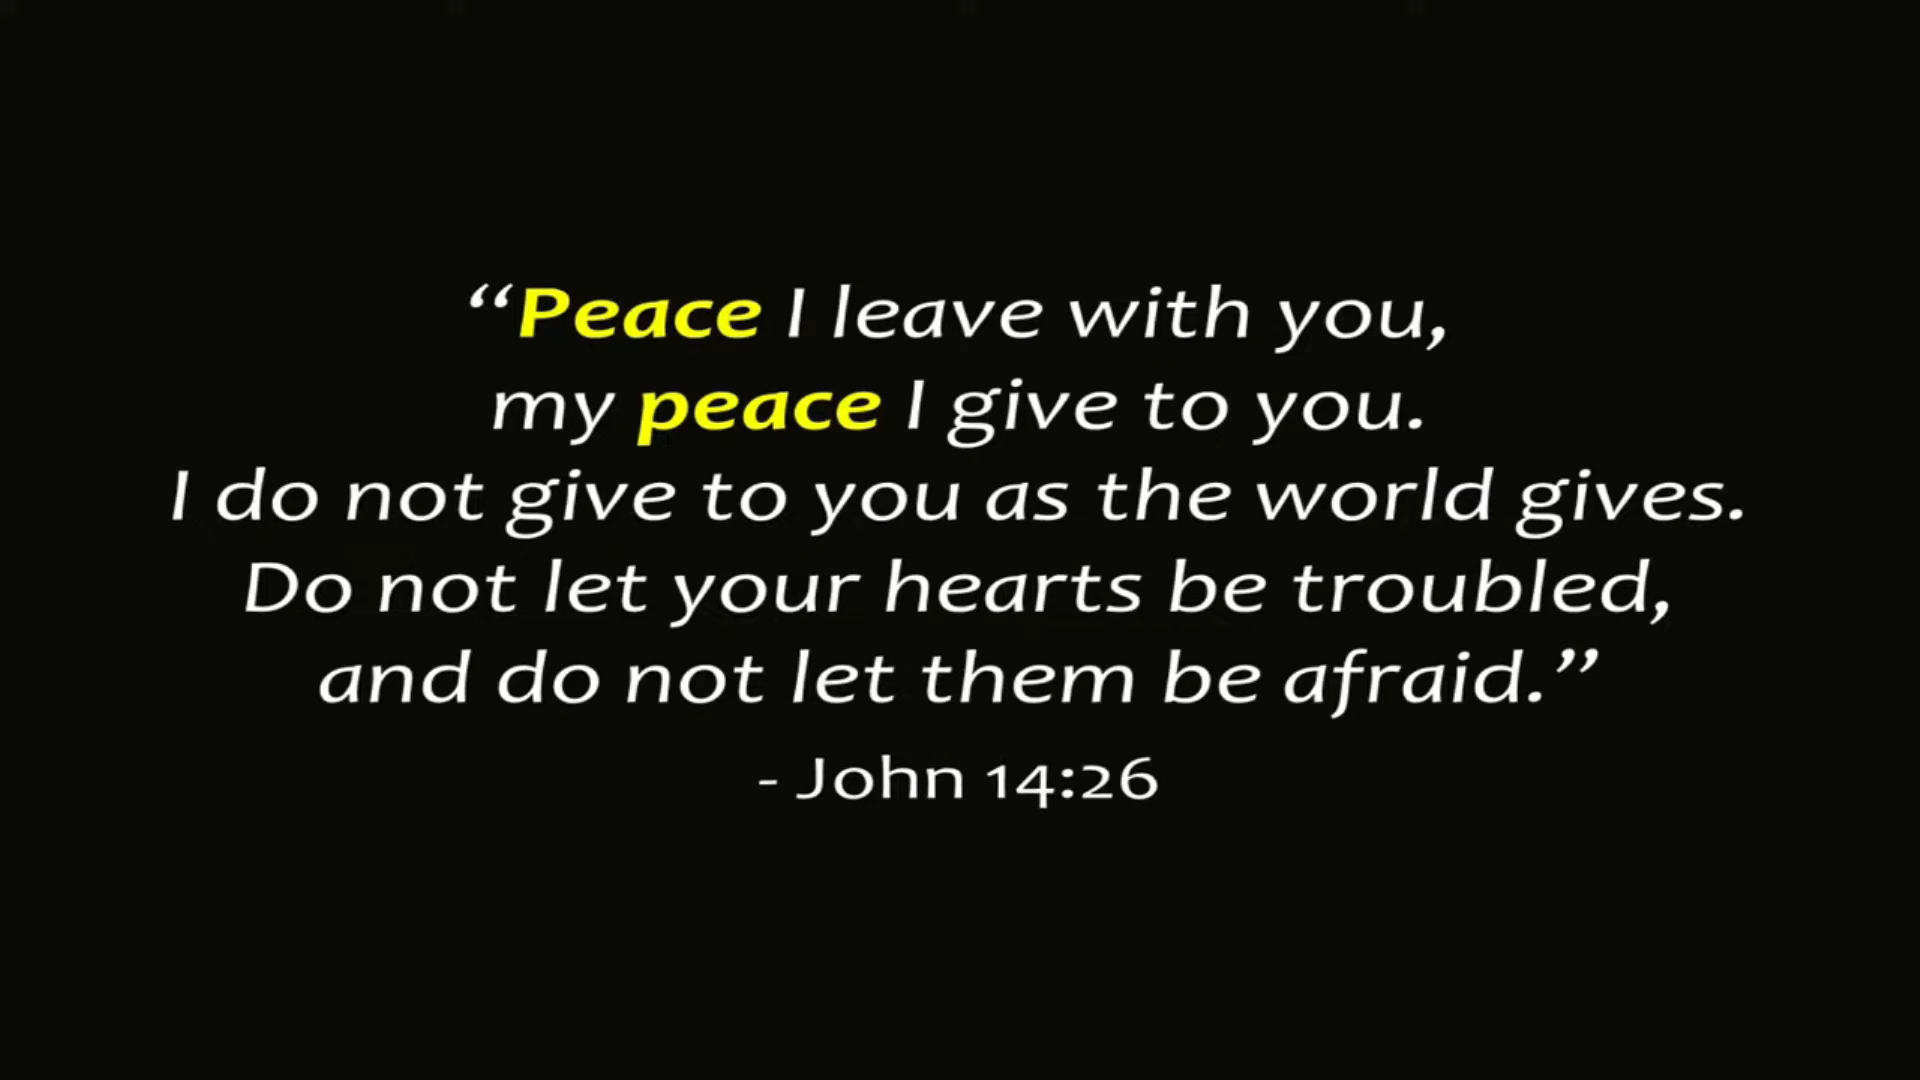 “Peace I leave with you,
my peace I give to you.
I do not give to you as the world gives.
Do not let your hearts be troubled,
and do not let them be afraid.”
- John 14:26